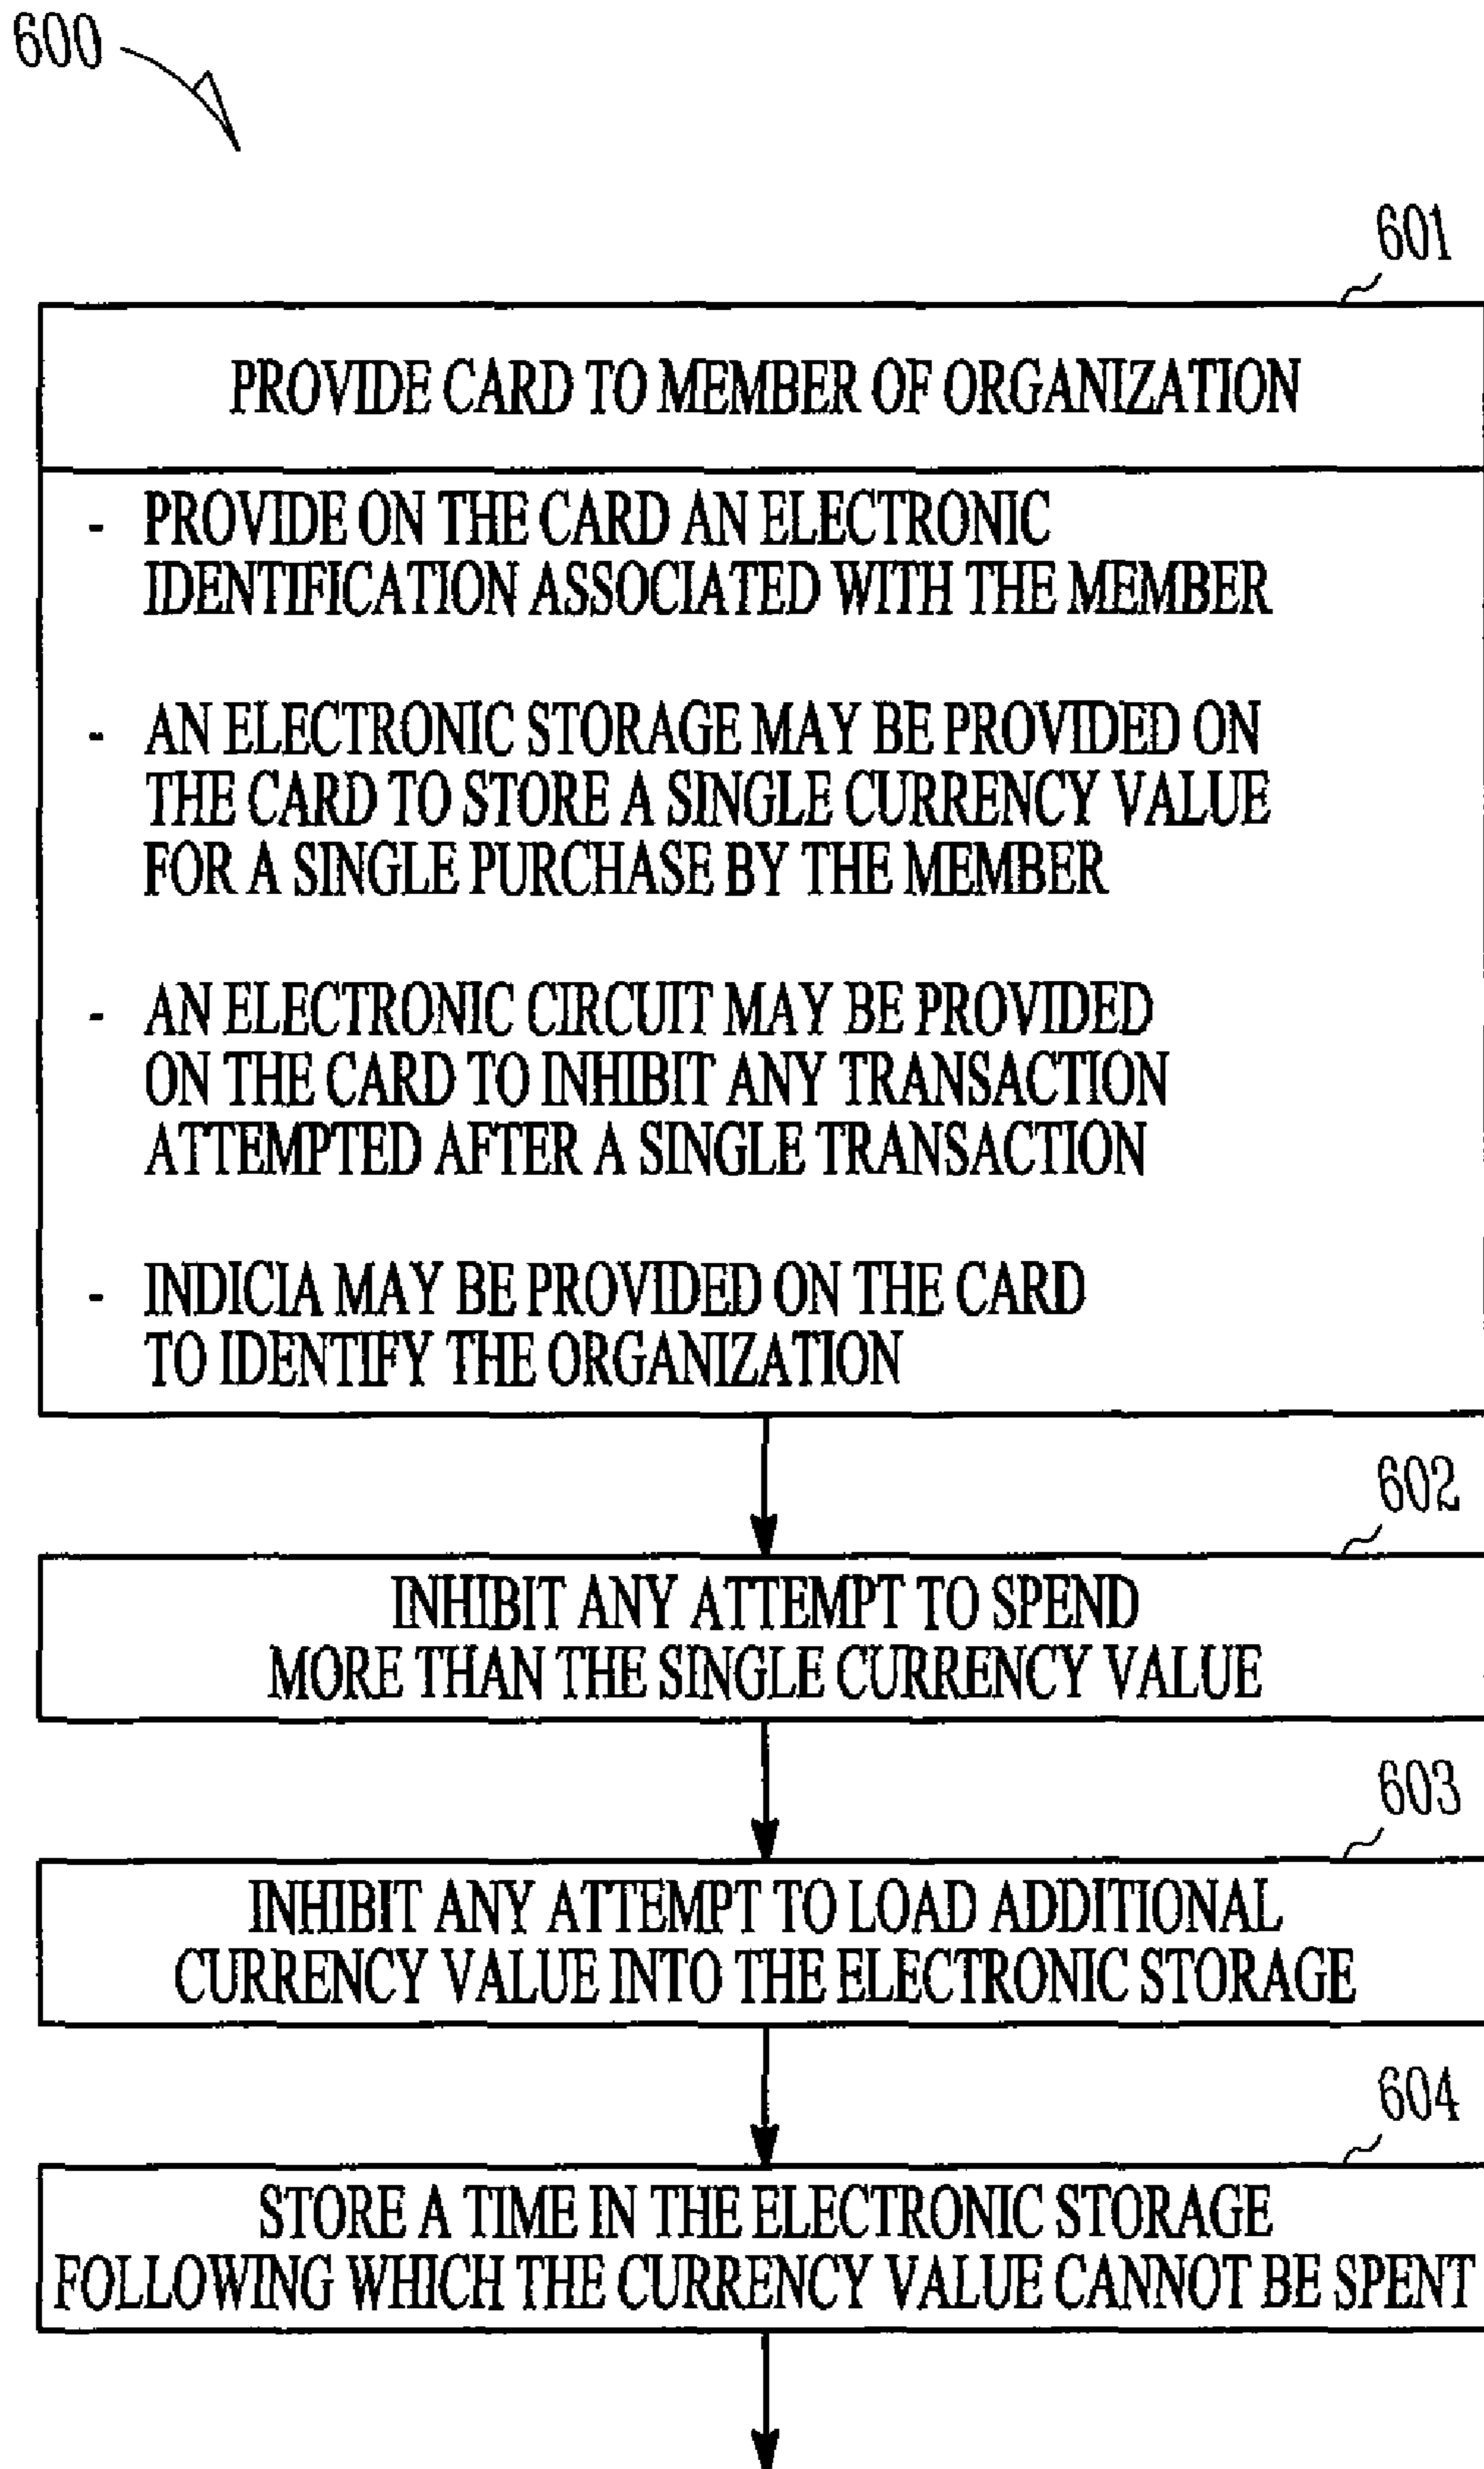 600
601
PROVIDE CARD TO MEMBER OF ORGANIZATION
- PROVIDE ON THE CARD AN ELECTRONIC
IDENTIFICATION ASSOCIATED WITH THE MEMBER
- AN ELECTRONIC STORAGE MAY BE PROVIDED ON
THE CARD TO STORE A SINGLE CURRENCY VALUE
FOR A SINGLE PURCHASE BY THE MEMBER
- AN ELECTRONIC CIRCUIT MAY BE PROVIDED
ON THE CARD TO INHIBIT ANY TRANSACTION
ATTEMPTED AFTER A SINGLE TRANSACTION
- INDICIA MAY BE PROVIDED ON THE CARD
TO IDENTIFY THE ORGANIZATION
602
INHIBIT ANY ATTEMPT TO SPEND
MORE THAN THE SINGLE CURRENCY VALUE
603
INHIBIT ANY ATTEMPT TO LOAD ADDITIONAL
CURRENCY VALUE INTO THE ELECTRONIC STORAGE
604
STORE A TIME IN THE ELECTRONIC STORAGE
FOLLOWING WHICH THE CURRENCY VALUE CANNOT BE SPENT